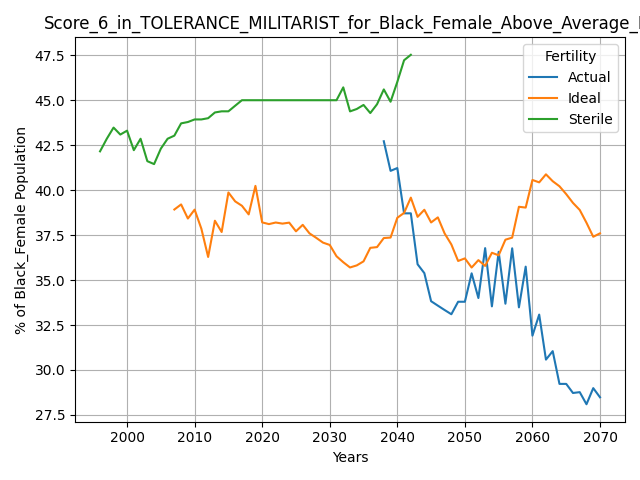 Score_6_in_TOLERANCE_MILITARIST_for_Black_Female_Above_Average_
Fertility
Actual
Ideal
Sterile
% of Black_Female Population
47.5
45.0
42.5
40.0
37.5
35.0
32.5
30.0
27.5
2000
2010
2020
2030
2040
2050
2060
2070
Years